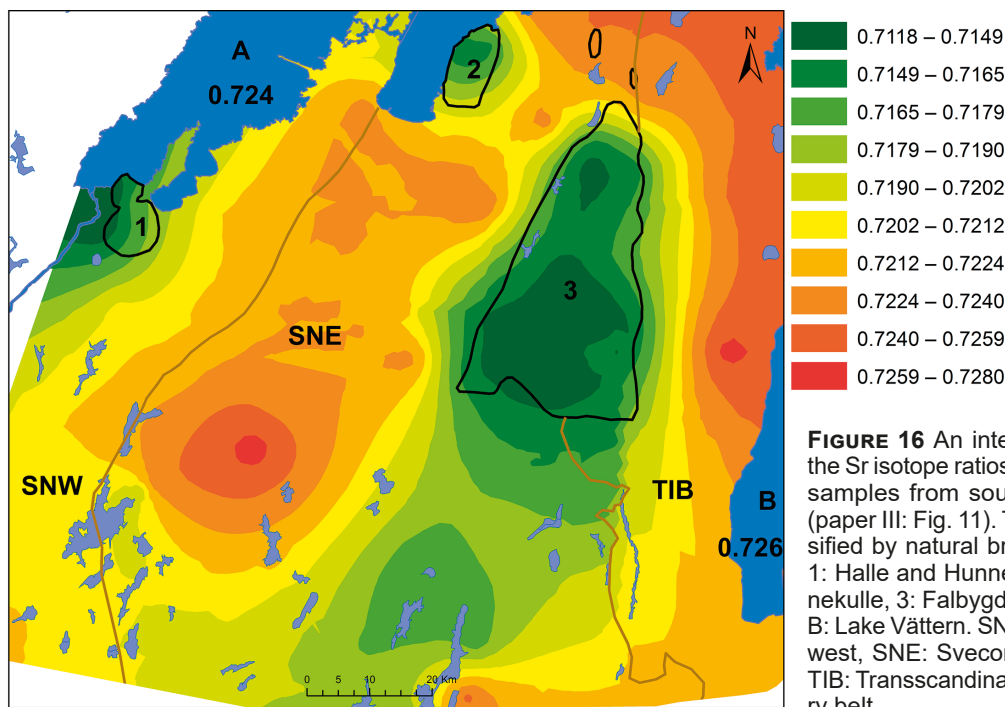 A
0.724
2
N
1
3
SNE
SNW
TIB
B
0.726
0 5 10 20 Km
0.7118 – 0.7149
0.7149 – 0.7165
0.7165 – 0.7179
0.7179 – 0.7190
0.7190 – 0.7202
0.7202 – 0.7212
0.7212 – 0.7224
0.7224 – 0.7240
0.7240 – 0.7259
0.7259 – 0.7280
FIGURE 16 An inte
the Sr isotope ratios
samples from sou
(paper III: Fig. 11). T
sified by natural br
1: Halle and Hunne
nekulle, 3: Falbygd
B: Lake Vättern. SN
west, SNE: Svecon
TIB: Transscandina
ry belt